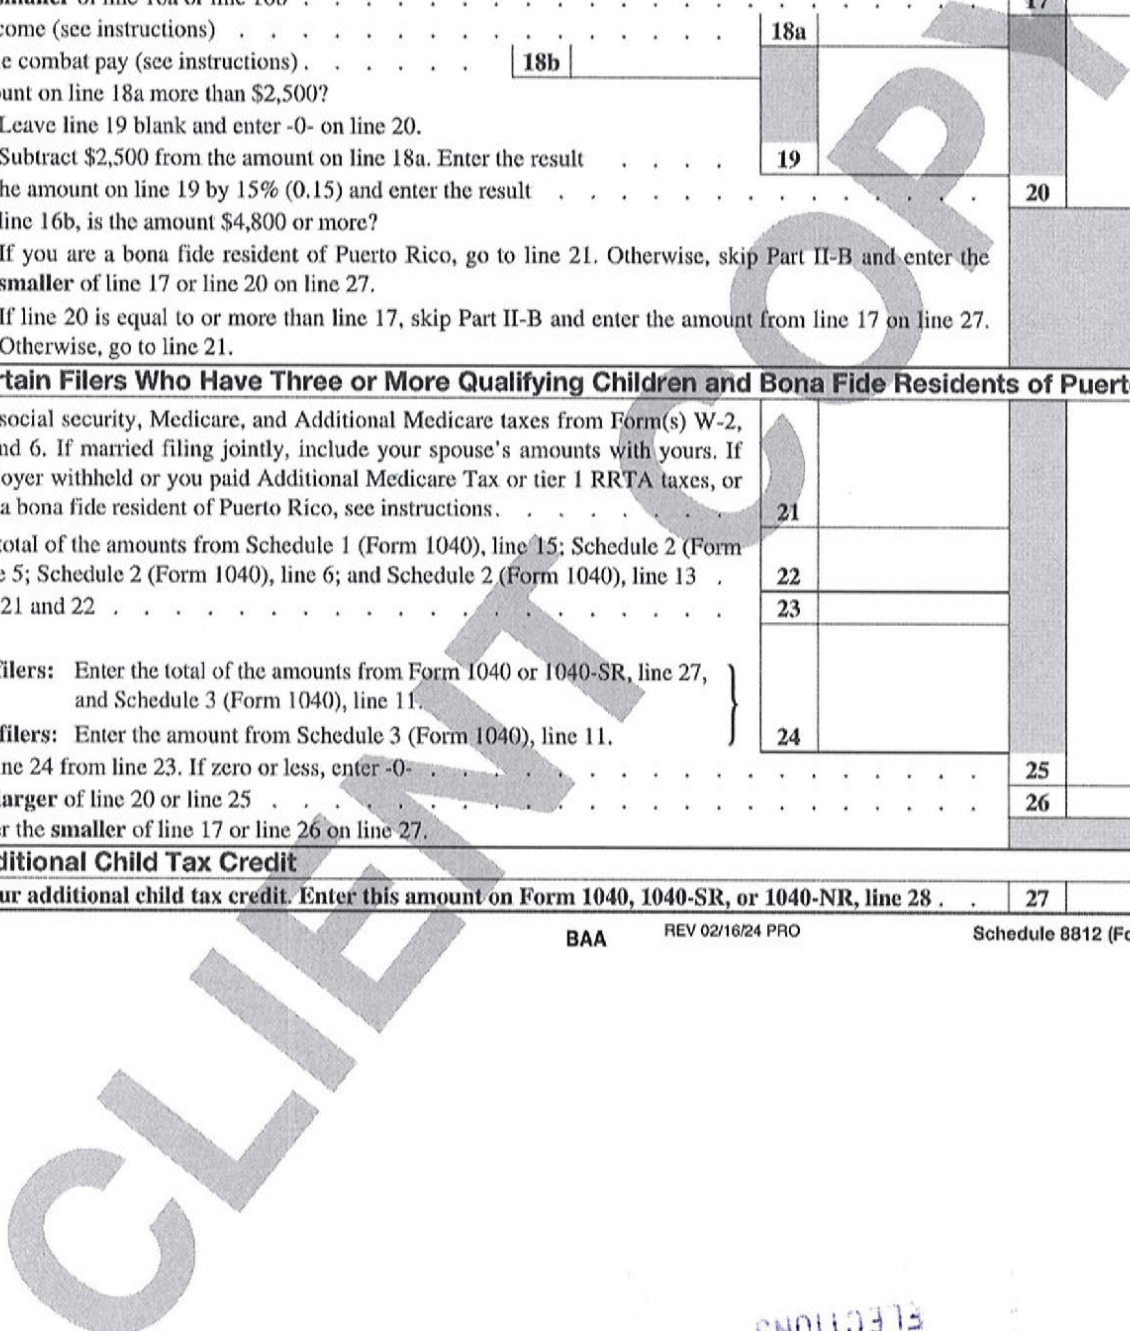 17
come (see instructions) . . . . . . . . . . . . . . . . 18a
e combat pay (see instructions) . . . . . . 18b
unt on line 18a more than $2,500?
Leave line 19 blank and enter -0- on line 20.
Subtract $2,500 from the amount on line 18a. Enter the result . . . . 19
he amount on line 19 by 15% (0.15) and enter the result . . . . . . . . . . . . . . . 20
line 16b, is the amount $4,800 or more?
If you are a bona fide resident of Puerto Rico, go to line 21. Otherwise, skip Part II-B and enter the
smaller of line 17 or line 20 on line 27.
If line 20 is equal to or more than line 17, skip Part II-B and enter the amount from line 17 on line 27.
Otherwise, go to line 21.
rtain Filers Who Have Three or More Qualifying Children and Bona Fide Residents of Puert
social security, Medicare, and Additional Medicare taxes from Form(s) W-2,
nd 6. If married filing jointly, include your spouse's amounts with yours. If
oyer withheld or you paid Additional Medicare Tax or tier 1 RRTA taxes, or
a bona fide resident of Puerto Rico, see instructions. . . . . . . . 21
otal of the amounts from Schedule 1 (Form 1040), line 15; Schedule 2 (Form
e 5; Schedule 2 (Form 1040), line 6; and Schedule 2 (Form 1040), line 13 . 22
21 and 22 . . . . . . . . . . . . . . . . . . . . 23
ilers: Enter the total of the amounts from Form 1040 or 1040-SR, line 27,
and Schedule 3 (Form 1040), line 11.
filers: Enter the amount from Schedule 3 (Form 1040), line 11. 24
ne 24 from line 23. If zero or less, enter -0- . . . . . . . . . . . . . . . . . . . 25
arger of line 20 or line 25 . . . . . . . . . . . . . . . . . . . . . . . . 26
r the smaller of line 17 or line 26 on line 27.
ditional Child Tax Credit
ur additional child tax credit. Enter this amount on Form 1040, 1040-SR, or 1040-NR, line 28 . . 27
BAA REV 02/16/24 PRO Schedule 8812 (Fo
CLIENT COPY